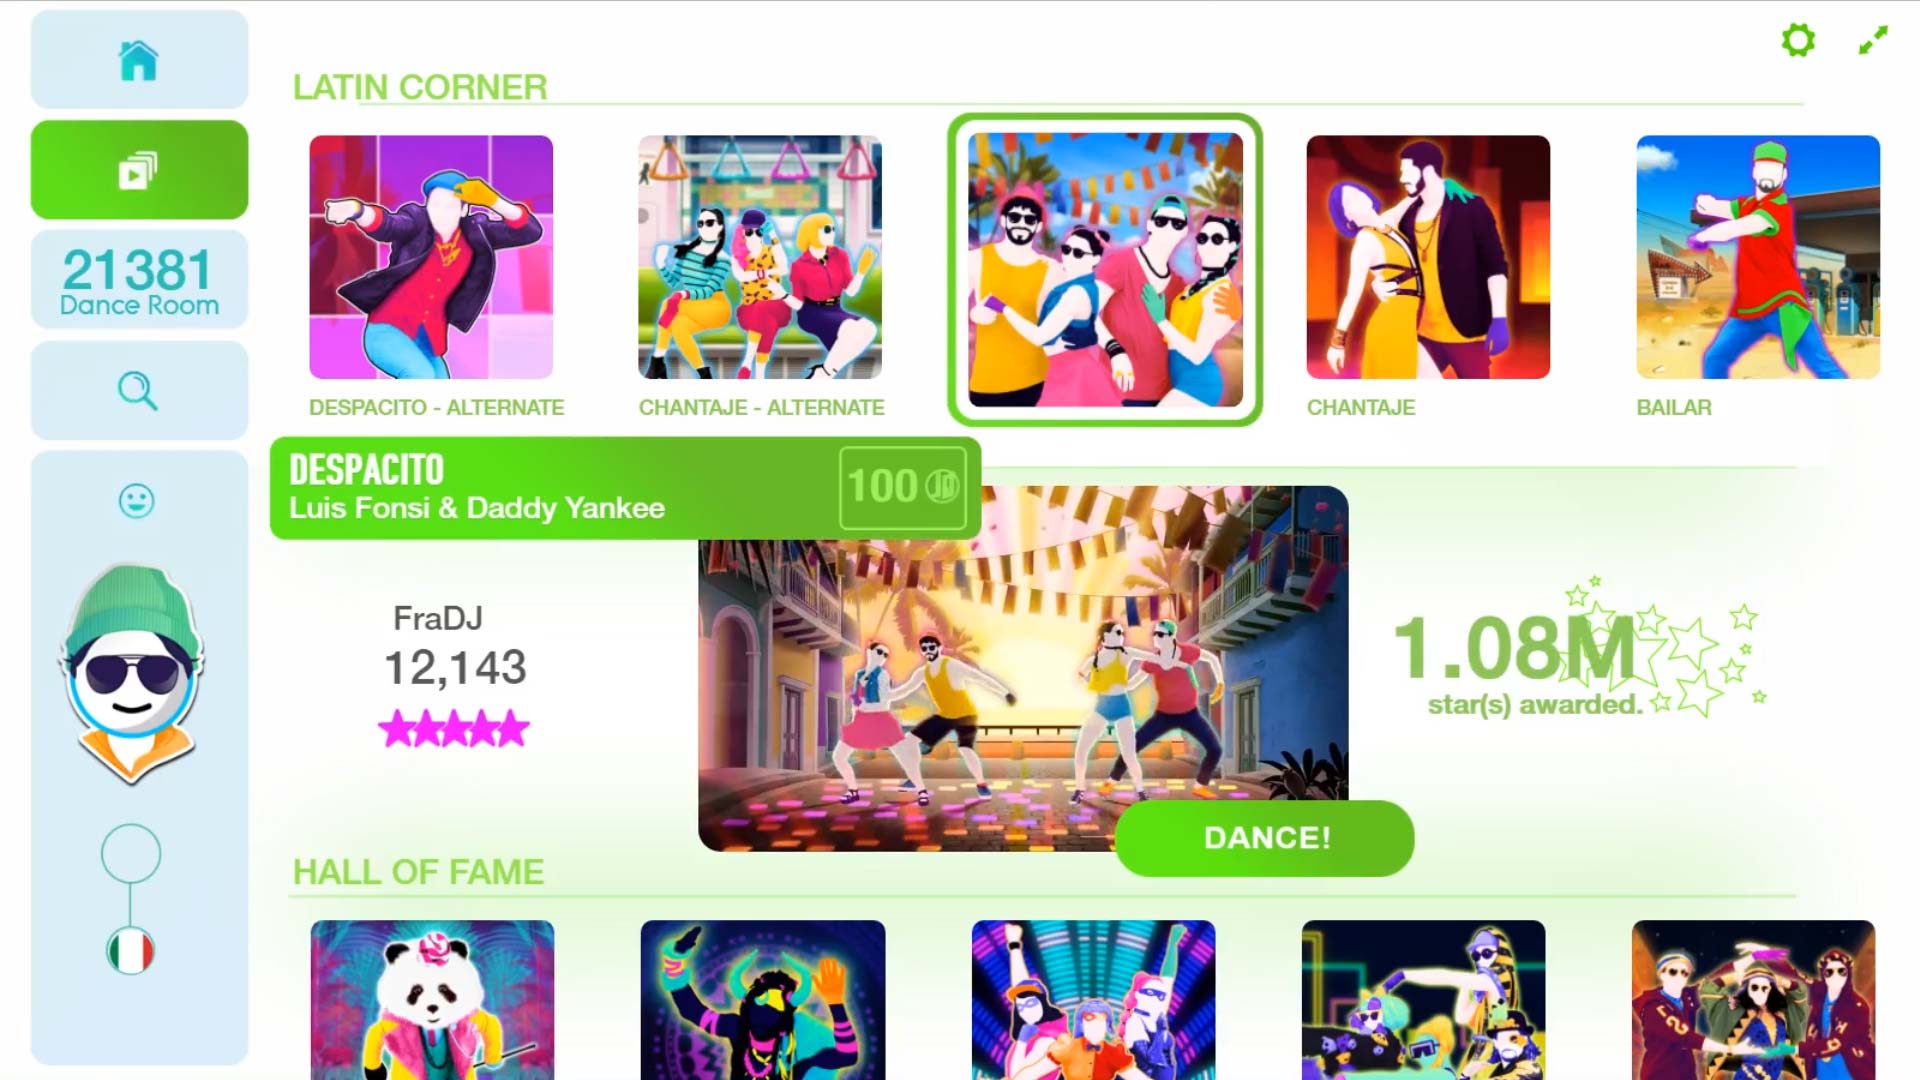 LATIN CORNER
21381
Dance Room
DESPACITO - ALTERNATE
CHANTAJE - ALTERNATE
CHANTAJE
BAILAR
DESPACITO
Luis Fonsi & Daddy Yankee
100 JD
FraDJ
12,143
1.08M
star(s) awarded.
DANCE!
HALL OF FAME